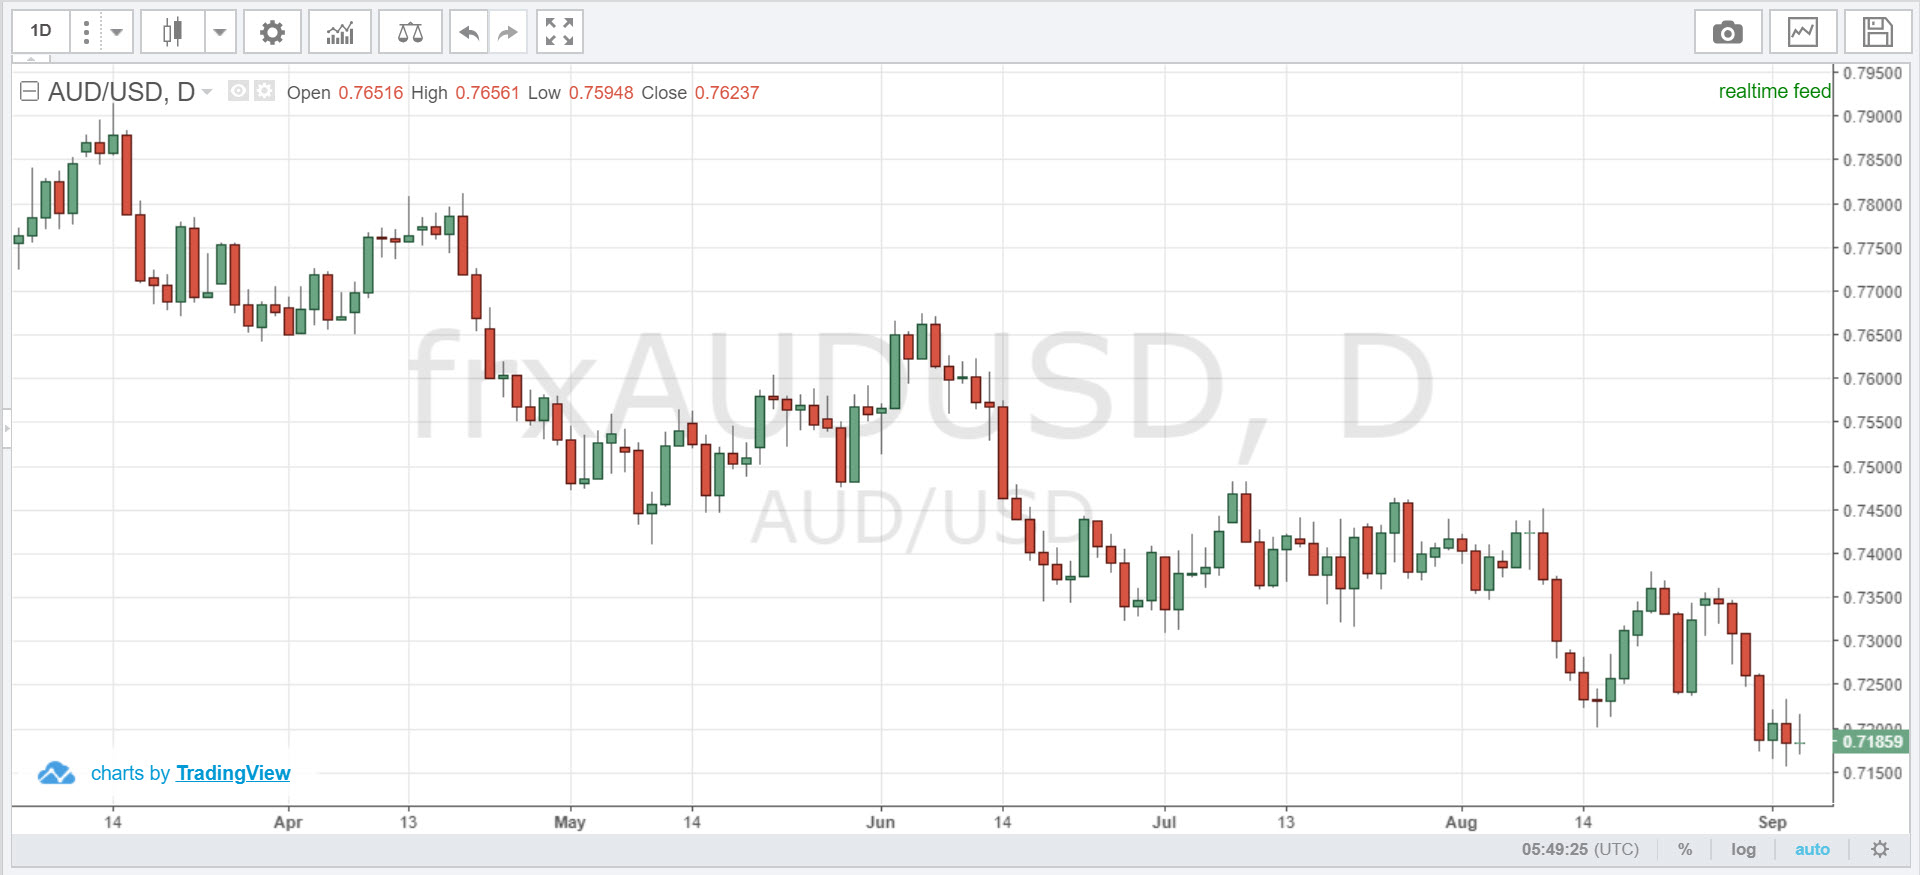 1D
AUD/USD, D Open 0.76516 High 0.76561 Low 0.75948 Close 0.76237
realtime feed
frxAUDUSD, D
AUD/USD
0.79500
0.79000
0.78500
0.78000
0.77500
0.77000
0.76500
0.76000
0.75500
0.75000
0.74500
0.74000
0.73500
0.73000
0.72500
0.72000
0.71859
0.71500
charts by TradingView
14 Apr 13 May 14 Jun 14 Jul 13 Aug 14 Sep
05:49:25 (UTC) % log auto